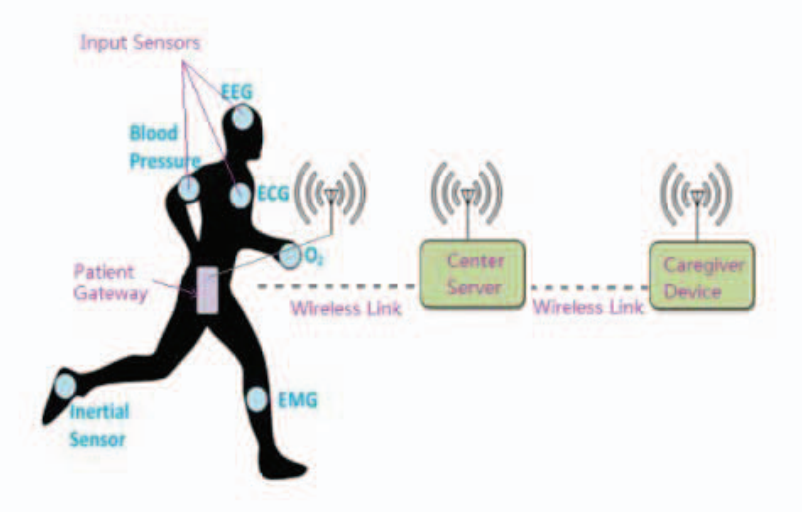 Input Sensors
EEG
Blood
Pressure
ECG
O₂
Patient
Gateway
Center
Server
Caregiver
Device
Wireless Link
Wireless Link
EMG
Inertial
Sensor